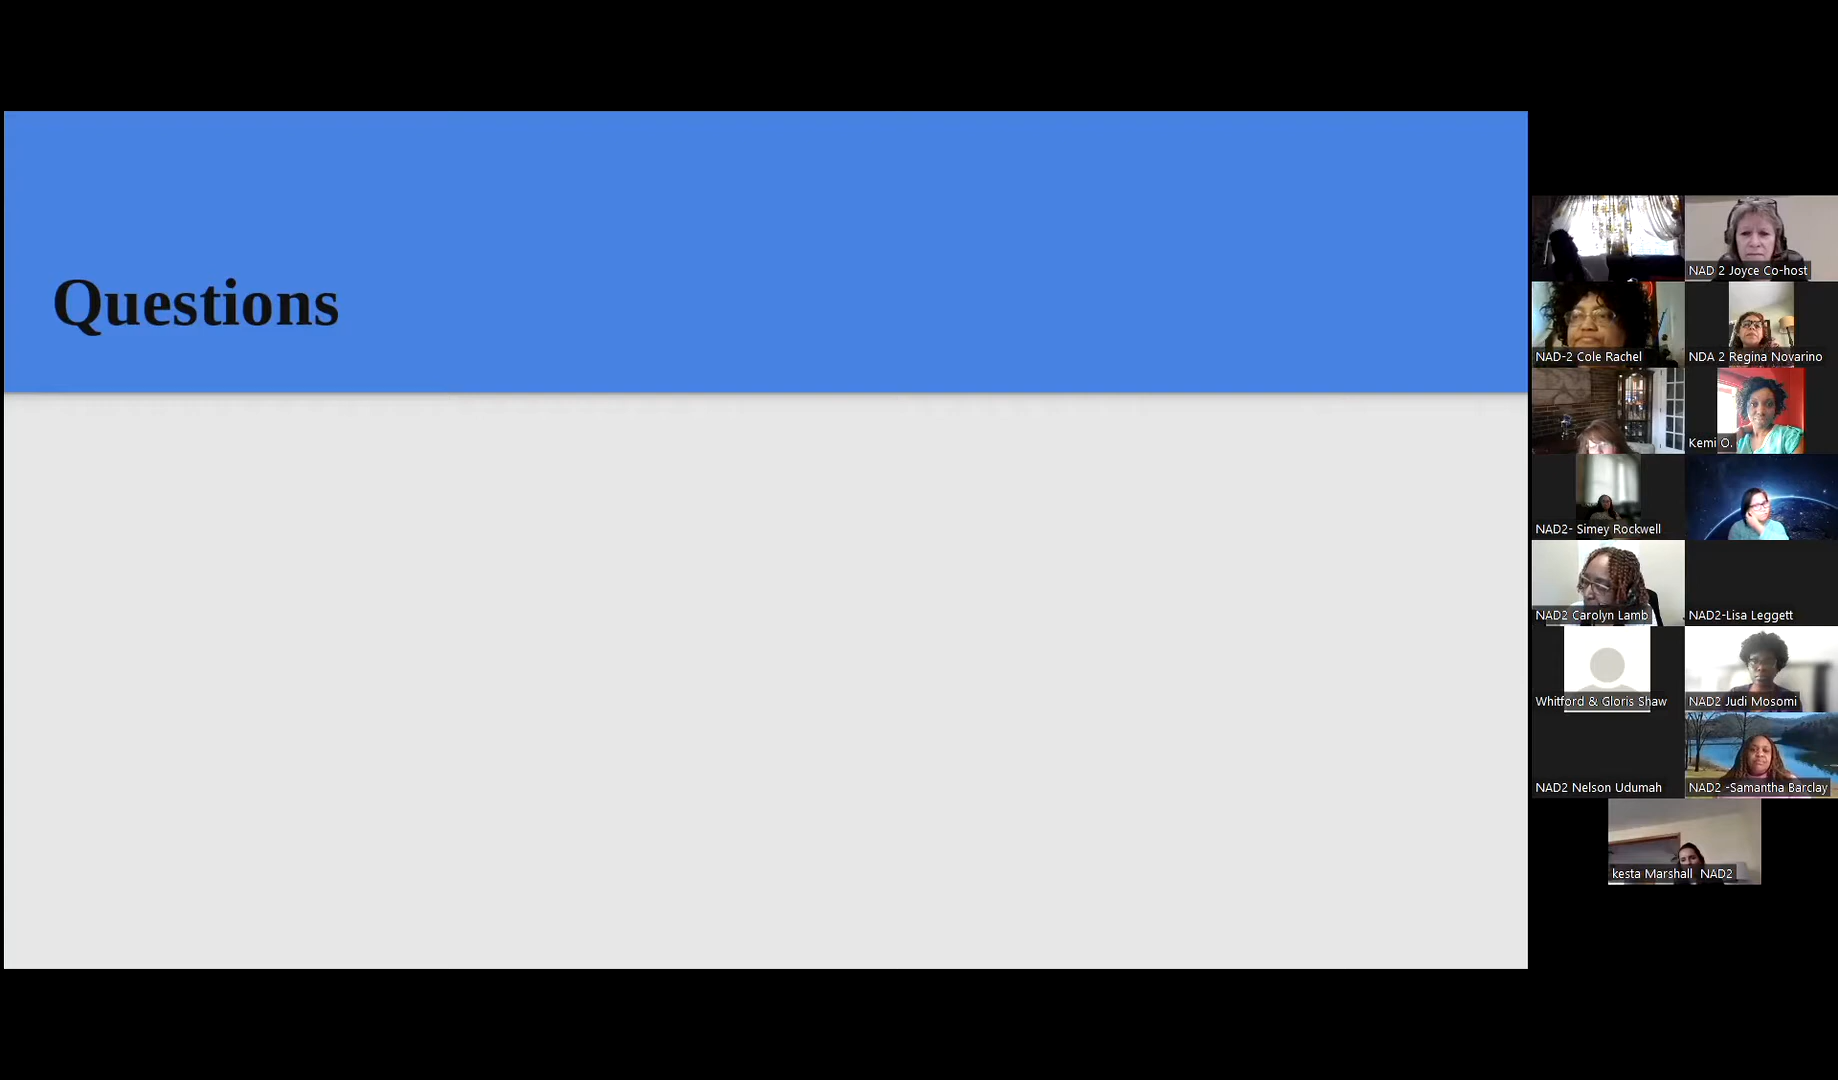 Questions
NAD 2 Joyce Co-host
NAD-2 Cole Rachel
NDA 2 Regina Novarino
Kemi O.
NAD2- Simey Rockwell
NAD2 Carolyn Lamb
NAD2-Lisa Leggett
Whitford & Gloris Shaw
NAD2 Judi Mosomi
NAD2 Nelson Udumah
NAD2 -Samantha Barclay
kesta Marshall  NAD2